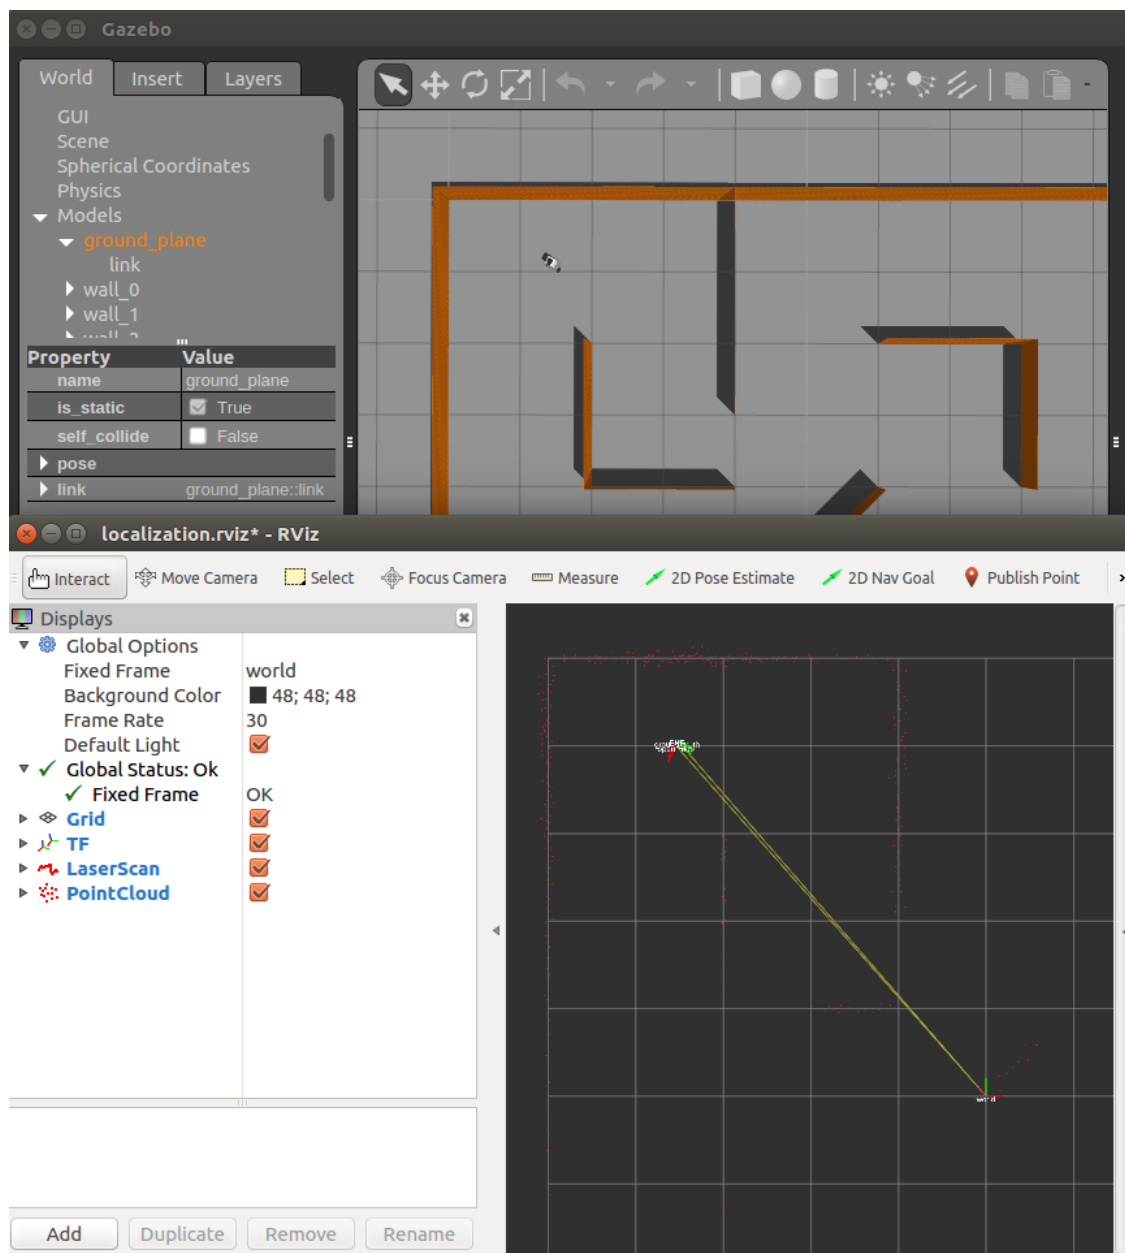 Gazebo
World Insert Layers
GUI
Scene
Spherical Coordinates
Physics
Models
ground_plane
link
wall_0
wall_1
Property Value
name ground_plane
is_static True
self_collide False
pose
link ground_plane::link
localization.rviz* - RViz
Interact Move Camera Select Focus Camera Measure 2D Pose Estimate 2D Nav Goal Publish Point
Displays
Global Options
Fixed Frame world
Background Color 48; 48; 48
Frame Rate 30
Default Light
Global Status: Ok
Fixed Frame OK
Grid
TF
LaserScan
PointCloud
world
Add Duplicate Remove Rename